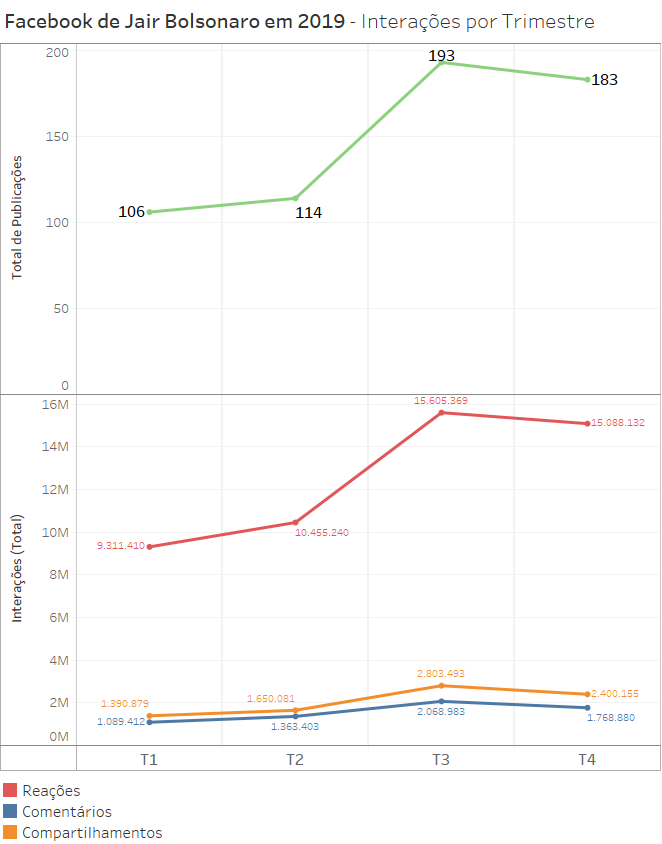 Facebook de Jair Bolsonaro em 2019 - Interações por Trimestre
200
193
183
150
Total de Publicações
106
114
100
50
0
16M
15.605.369
15.088.132
14M
12M
10.455.240
10M
9.311.410
Interações (Total)
8M
6M
4M
2.803.493
2.400.155
1.650.081
1.390.879
2M
2.068.983
1.768.880
1.089.412
1.363.403
0M
T1 T2 T3 T4
Reações
Comentários
Compartilhamentos